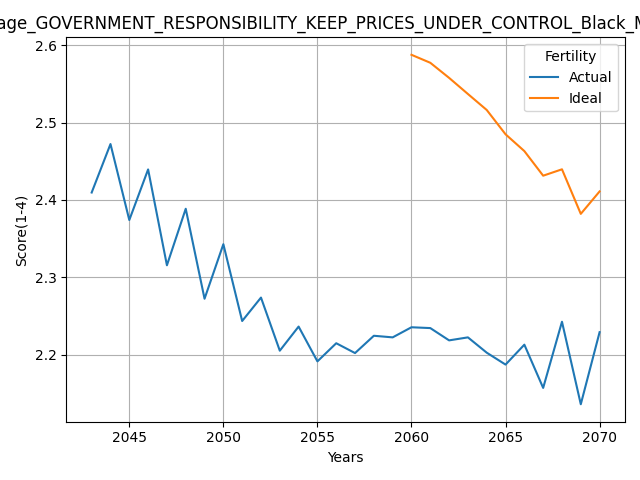 age_GOVERNMENT_RESPONSIBILITY_KEEP_PRICES_UNDER_CONTROL_Black_M
Fertility
Actual
Ideal
2.6
2.5
2.4
2.3
2.2
Score(1-4)
2045 2050 2055 2060 2065 2070
Years